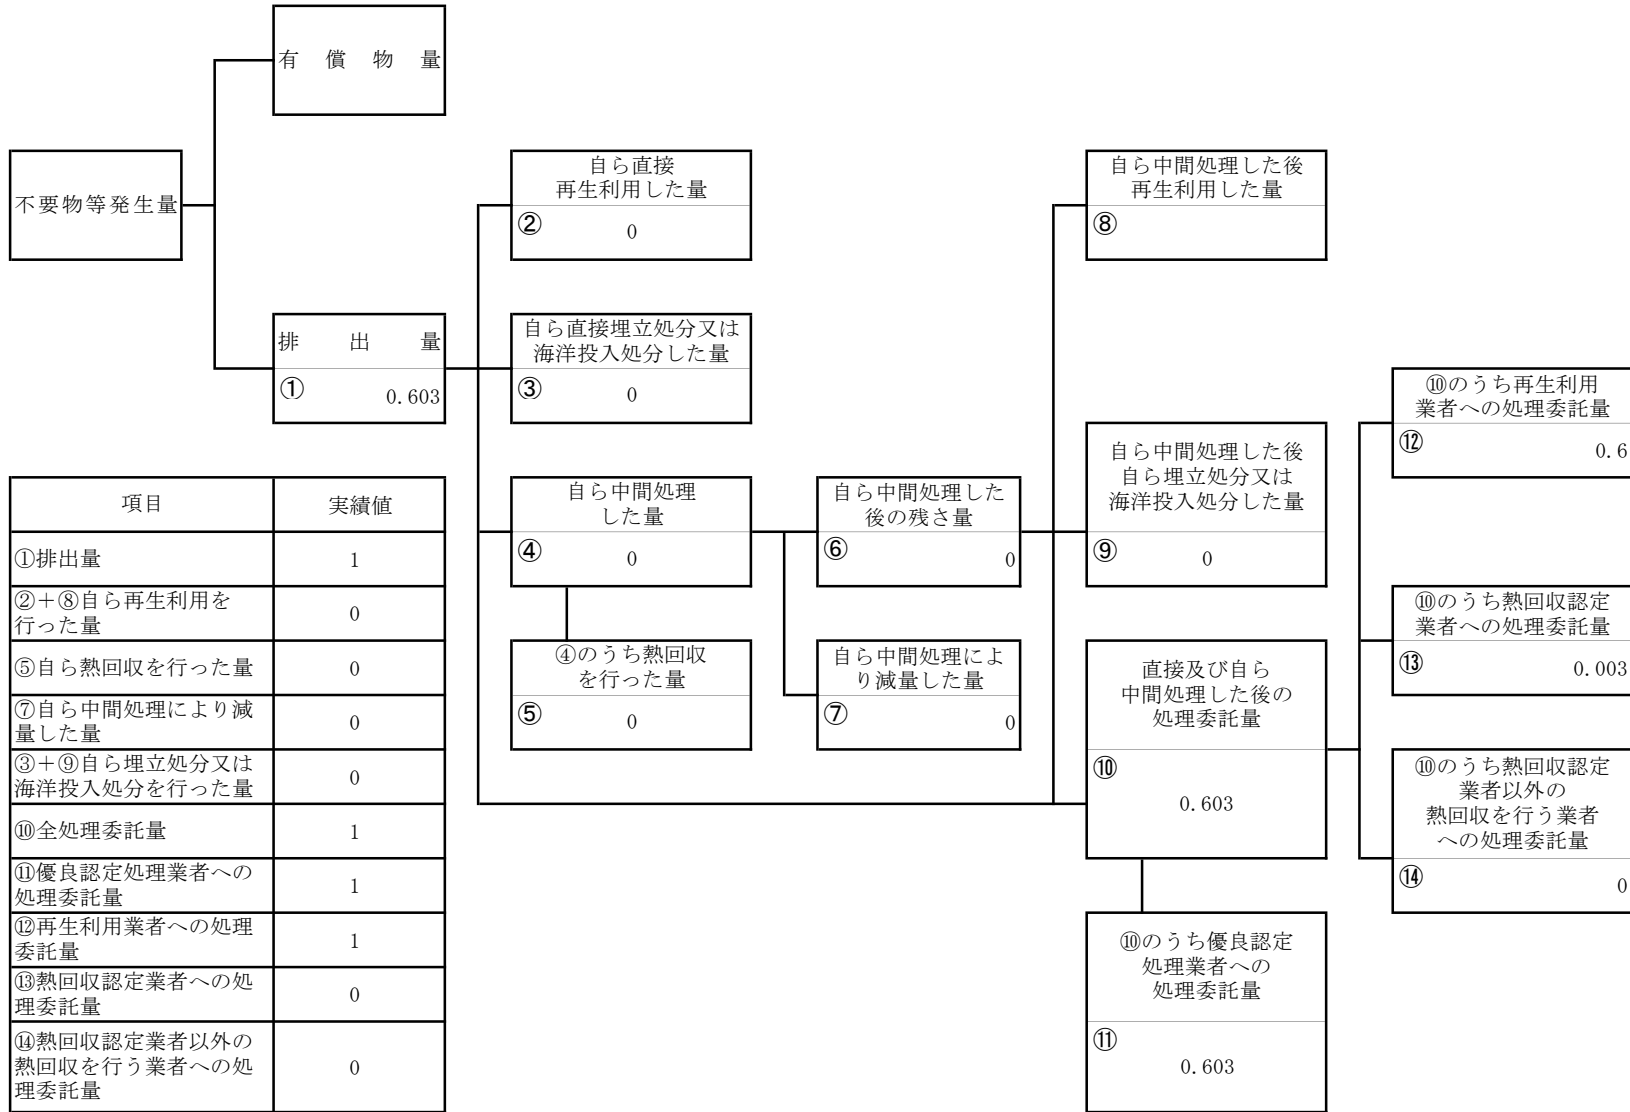 有償物量
不要物等発生量
排出量
① 0.603
自ら直接
再生利用した量
② 0
自ら直接埋立処分又は
海洋投入処分した量
③ 0
自ら中間処理
した量
④ 0
④のうち熱回収
を行った量
⑤ 0
自ら中間処理した
後の残さ量
⑥ 0
自ら中間処理によ
り減量した量
⑦ 0
自ら中間処理した後
再生利用した量
⑧
自ら中間処理した後
自ら埋立処分又は
海洋投入処分した量
⑨ 0
直接及び自ら
中間処理した後の
処理委託量
⑩
0.603
⑩のうち優良認定
処理業者への
処理委託量
⑪
0.603
⑩のうち再生利用
業者への処理委託量
⑫ 0.6
⑩のうち熱回収認定
業者への処理委託量
⑬ 0.003
⑩のうち熱回収認定
業者以外の
熱回収を行う業者
への処理委託量
⑭ 0
項目 実績値
①排出量 1
②+⑧自ら再生利用を
行った量 0
⑤自ら熱回収を行った量 0
⑦自ら中間処理により減
量した量 0
③+⑨自ら埋立処分又は
海洋投入処分を行った量 0
⑩全処理委託量 1
⑪優良認定処理業者への
処理委託量 1
⑫再生利用業者への処理
委託量 1
⑬熱回収認定業者への処
理委託量 0
⑭熱回収認定業者以外の
熱回収を行う業者への処
理委託量 0